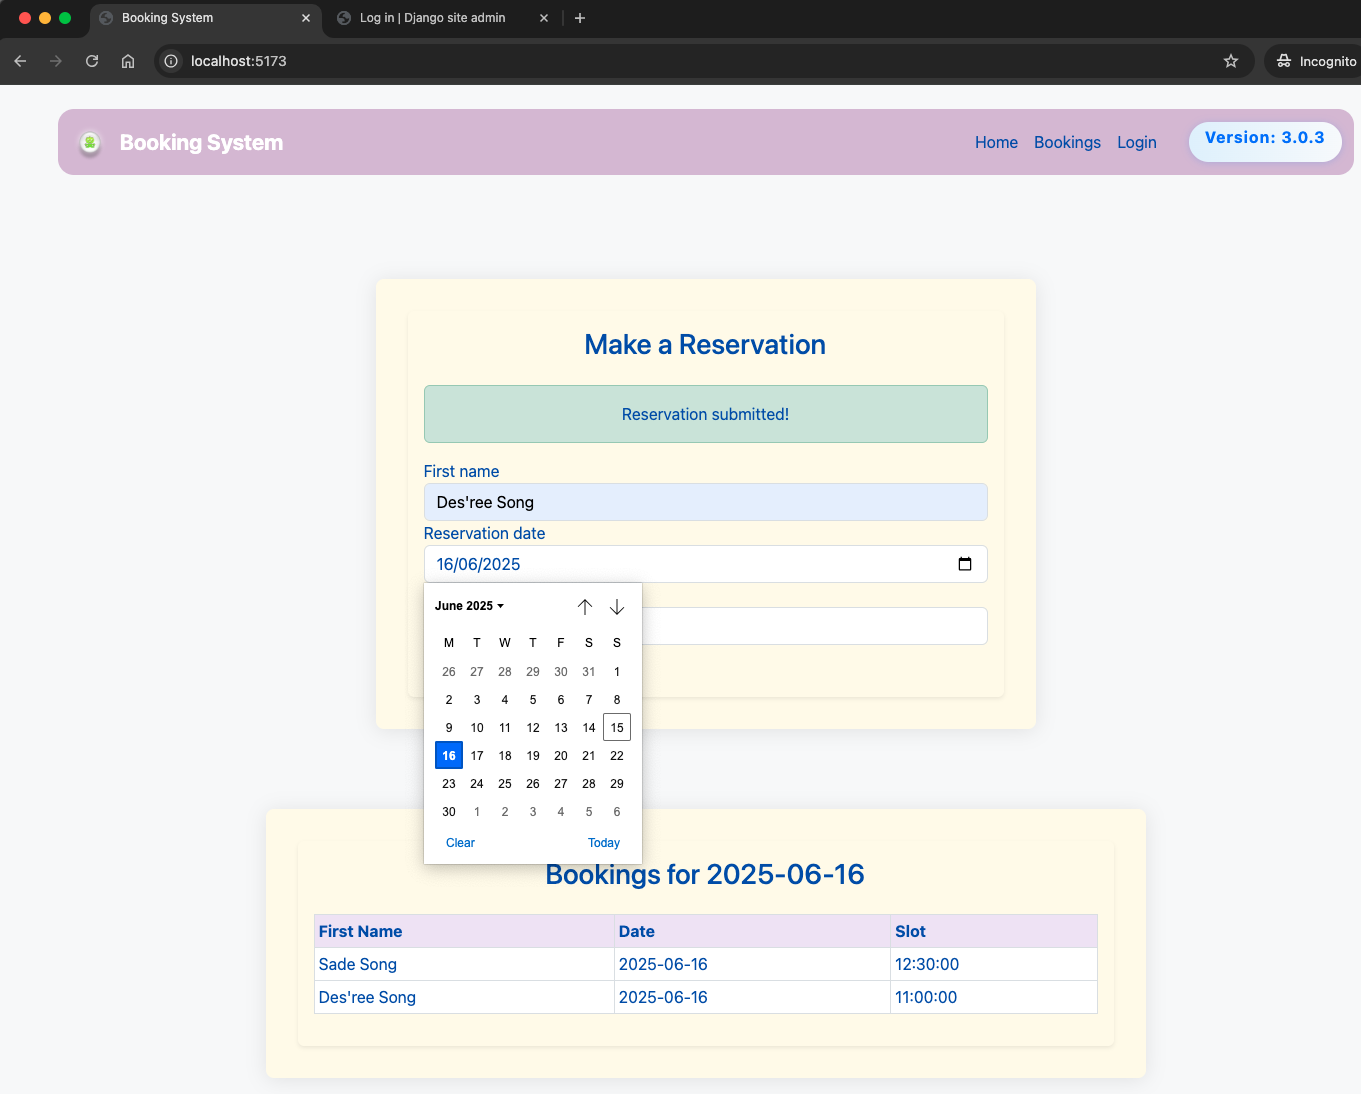 Booking System
Log in | Django site admin
localhost:5173
Incognito
Booking System
Home Bookings Login Version: 3.0.3
Make a Reservation
Reservation submitted!
First name
Des'ree Song
Reservation date
16/06/2025
June 2025
M T W T F S S
26 27 28 29 30 31 1
2 3 4 5 6 7 8
9 10 11 12 13 14 15
16 17 18 19 20 21 22
23 24 25 26 27 28 29
30 1 2 3 4 5 6
Clear Today
Bookings for 2025-06-16
First Name Date Slot
Sade Song 2025-06-16 12:30:00
Des'ree Song 2025-06-16 11:00:00